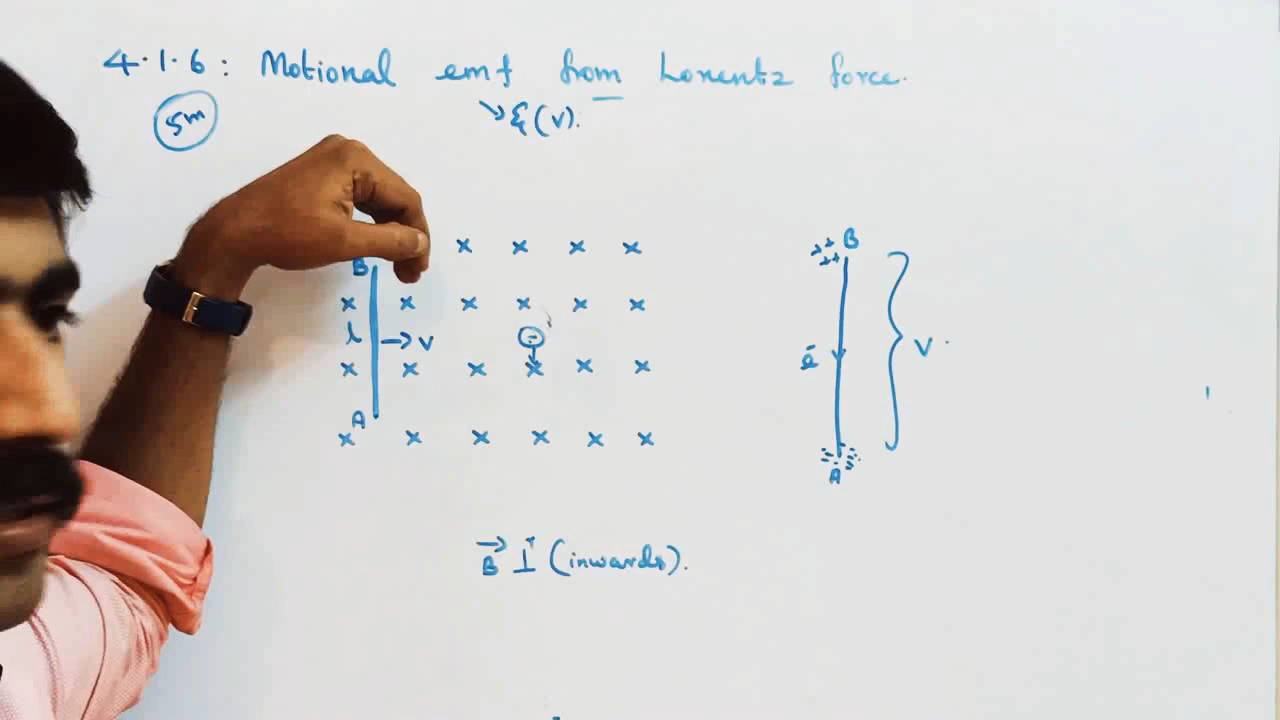 4.1.6: Motional emf from Lorentz force.
5m
↘ ξ(V).
x x x x
B
x x x x x x
l → v
-
x x x x x x
A
x x x x x x
B
++
++
ē
V.
A
B⃗ ⊥r (inwards).